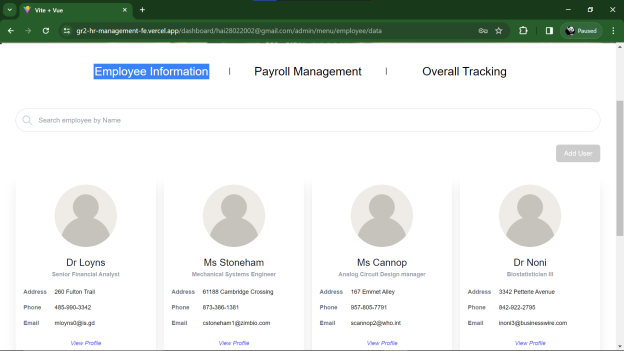 Vite + Vue
gr2-hr-management-fe.vercel.app/dashboard/hai28022002@gmail.com/admin/menu/employee/data
Paused
Employee Information | Payroll Management | Overall Tracking
Search employee by Name
Add User
Dr Loyns
Senior Financial Analyst
Address 260 Fulton Trail
Phone 485-990-3342
Email mloyns0@is.gd
View Profile
Ms Stoneham
Mechanical Systems Engineer
Address 61188 Cambridge Crossing
Phone 873-386-1381
Email cstoneham1@zimbio.com
View Profile
Ms Cannop
Analog Circuit Design manager
Address 167 Emmet Alley
Phone 957-805-7791
Email scannop2@who.int
View Profile
Dr Noni
Biostatistician III
Address 3342 Petterle Avenue
Phone 842-922-2795
Email inoni3@businesswire.com
View Profile